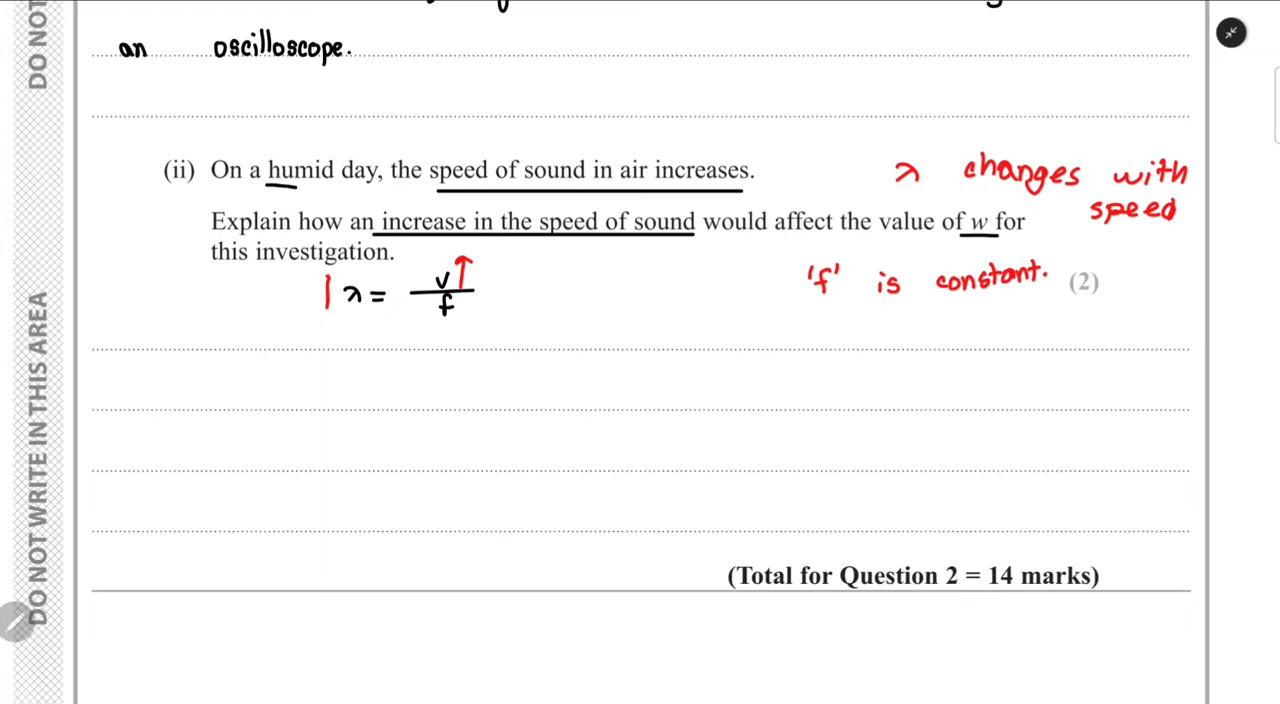 an oscilloscope.
(ii) On a humid day, the speed of sound in air increases.
λ changes with speed
Explain how an increase in the speed of sound would affect the value of w for
this investigation.
λ = v↑ / f
'f' is constant. (2)
(Total for Question 2 = 14 marks)
DO NOT
DO NOT WRITE IN THIS AREA